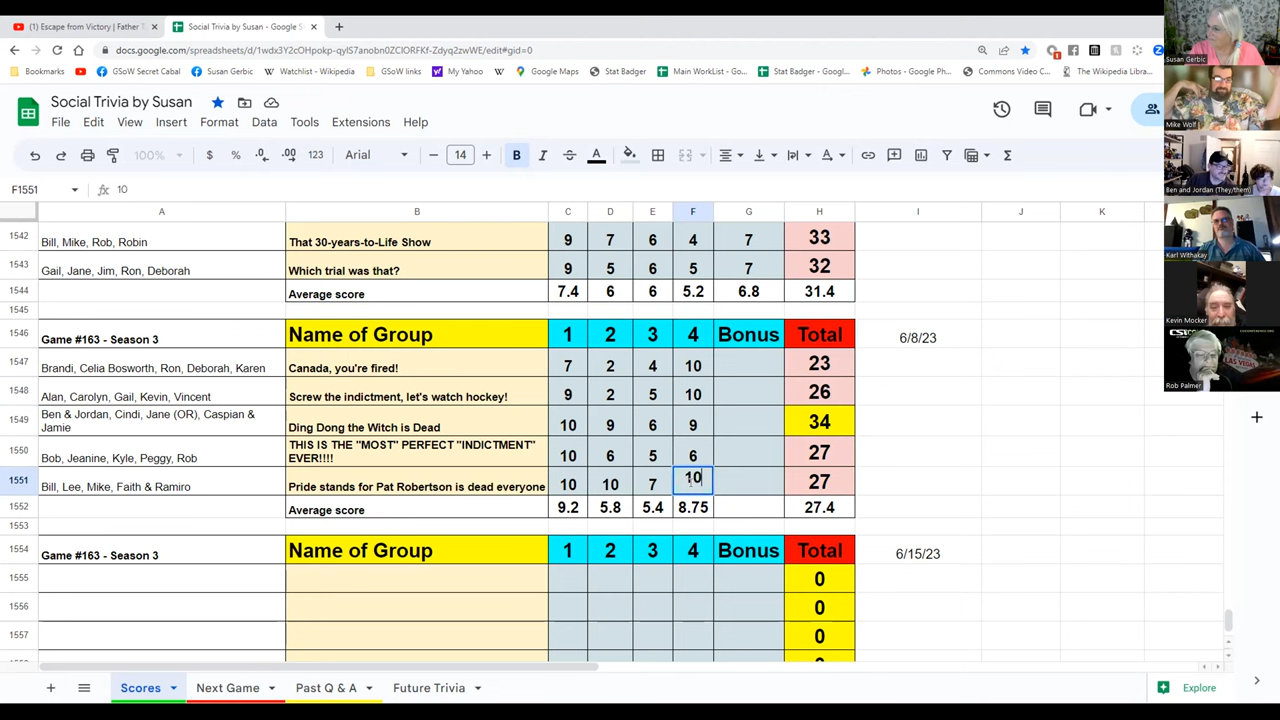 (1) Escape from Victory | Father T
Social Trivia by Susan - Google S
docs.google.com/spreadsheets/d/1wdx3Y2cOHpokp-qyIS7anobn0ZClORFKf-Zdyq2zwWE/edit#gid=0
Bookmarks GSoW Secret Cabal Susan Gerbic Watchlist - Wikipedia GSoW links My Yahoo Google Maps Stat Badger Main WorkList - Go... Stat Badger - Googl... Photos - Google Ph... Commons Video C... The Wikipedia Libra...
Social Trivia by Susan
File Edit View Insert Format Data Tools Extensions Help
100% $ % .0 .00 123 Arial 14 B I A
F1551 fx 10
A B C D E F G H I J K
1542 Bill, Mike, Rob, Robin That 30-years-to-Life Show 9 7 6 4 7 33
1543 Gail, Jane, Jim, Ron, Deborah Which trial was that? 9 5 6 5 7 32
1544 Average score 7.4 6 6 5.2 6.8 31.4
1545
1546 Game #163 - Season 3 Name of Group 1 2 3 4 Bonus Total 6/8/23
1547 Brandi, Celia Bosworth, Ron, Deborah, Karen Canada, you're fired! 7 2 4 10 23
1548 Alan, Carolyn, Gail, Kevin, Vincent Screw the indictment, let's watch hockey! 9 2 5 10 26
1549 Ben & Jordan, Cindi, Jane (OR), Caspian &
Jamie Ding Dong the Witch is Dead 10 9 6 9 34
1550 Bob, Jeanine, Kyle, Peggy, Rob THIS IS THE "MOST" PERFECT "INDICTMENT"
EVER!!!! 10 6 5 6 27
1551 Bill, Lee, Mike, Faith & Ramiro Pride stands for Pat Robertson is dead everyone 10 10 7 10 27
1552 Average score 9.2 5.8 5.4 8.75 27.4
1553
1554 Game #163 - Season 3 Name of Group 1 2 3 4 Bonus Total 6/15/23
1555 0
1556 0
1557 0
Scores Next Game Past Q & A Future Trivia Explore
Susan Gerbic
Mike Wolf
Ben and Jordan (They/them)
Karl Withakay
Kevin Mocker
Rob Palmer